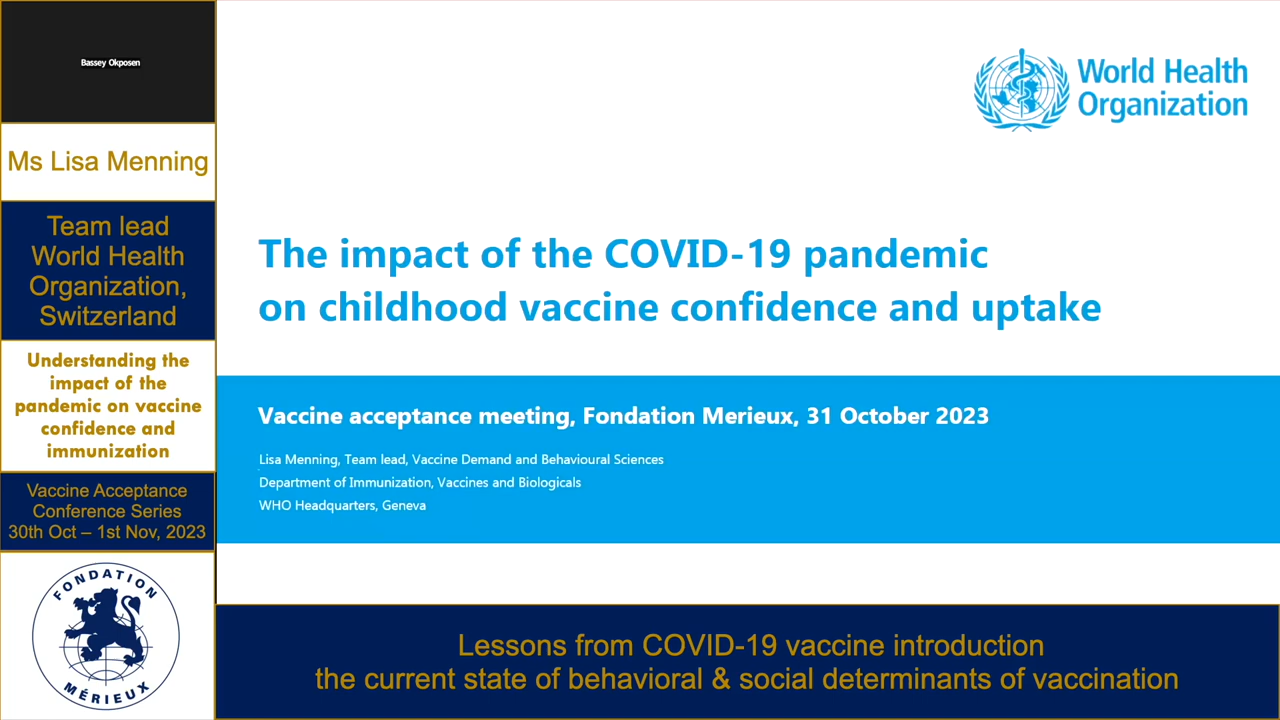 Bassey Okposen
Ms Lisa Menning
Team lead
World Health
Organization,
Switzerland
Understanding the
impact of the
pandemic on vaccine
confidence and
immunization
Vaccine Acceptance
Conference Series
30th Oct – 1st Nov, 2023
FONDATION
MÉRIEUX
World Health
Organization
The impact of the COVID-19 pandemic
on childhood vaccine confidence and uptake
Vaccine acceptance meeting, Fondation Merieux, 31 October 2023
Lisa Menning, Team lead, Vaccine Demand and Behavioural Sciences
Department of Immunization, Vaccines and Biologicals
WHO Headquarters, Geneva
Lessons from COVID-19 vaccine introduction
the current state of behavioral & social determinants of vaccination